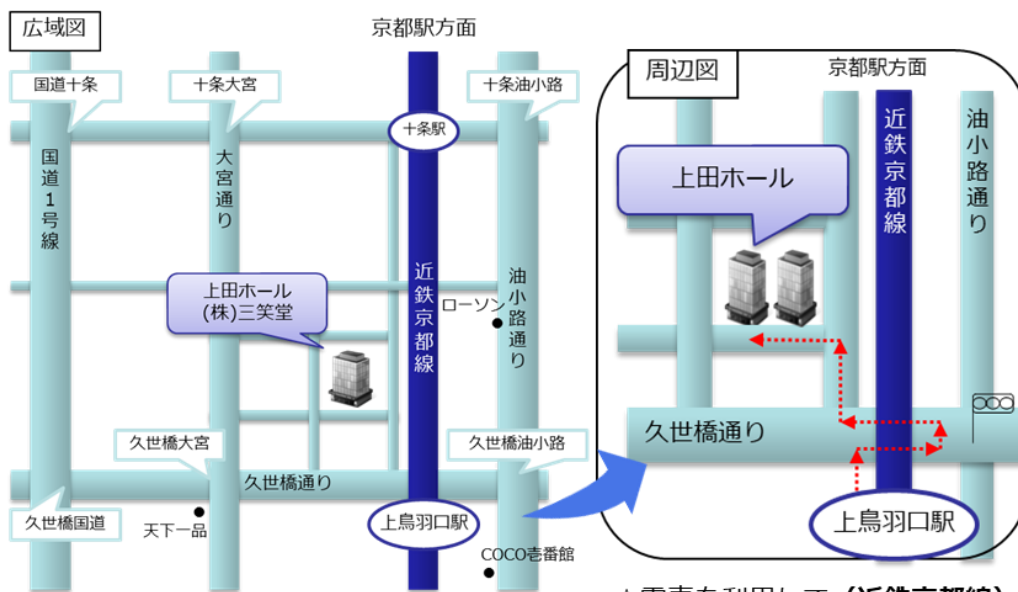 広域図
京都駅方面
国道十条
十条大宮
十条油小路
十条駅
国道1号線
大宮通り
近鉄京都線
油小路通り
上田ホール
(株)三笑堂
ローソン
久世橋大宮
久世橋油小路
久世橋通り
久世橋国道
天下一品
上鳥羽口駅
COCO壱番館
周辺図
京都駅方面
近鉄京都線
油小路通り
上田ホール
久世橋通り
上鳥羽口駅
(近鉄京都線)